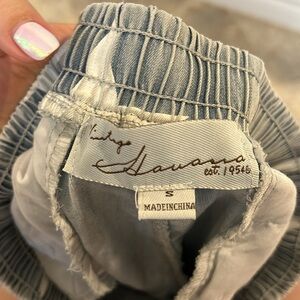 Vintage
Havana
est. 1954
S
MADEINCHINA